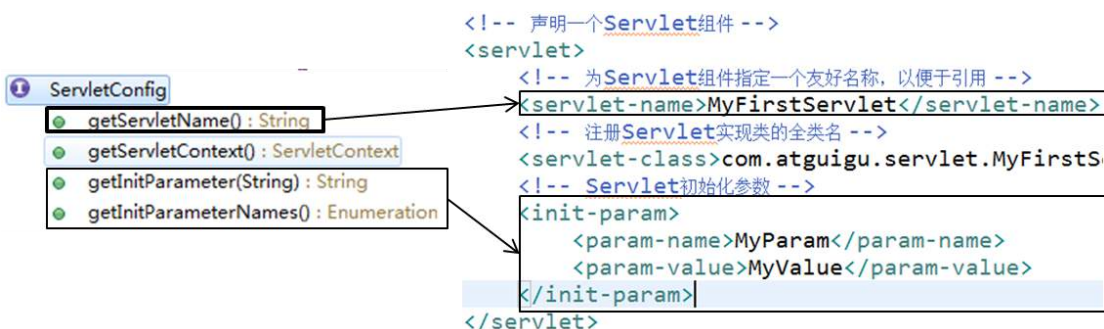 ServletConfig
getServletName() : String
getServletContext() : ServletContext
getInitParameter(String) : String
getInitParameterNames() : Enumeration
<!-- 声明一个Servlet组件 -->
<servlet>
<!-- 为Servlet组件指定一个友好名称，以便于引用 -->
<servlet-name>MyFirstServlet</servlet-name>
<!-- 注册Servlet实现类的全类名 -->
<servlet-class>com.atguigu.servlet.MyFirstS
<!-- Servlet初始化参数 -->
<init-param>
<param-name>MyParam</param-name>
<param-value>MyValue</param-value>
</init-param>
</servlet>